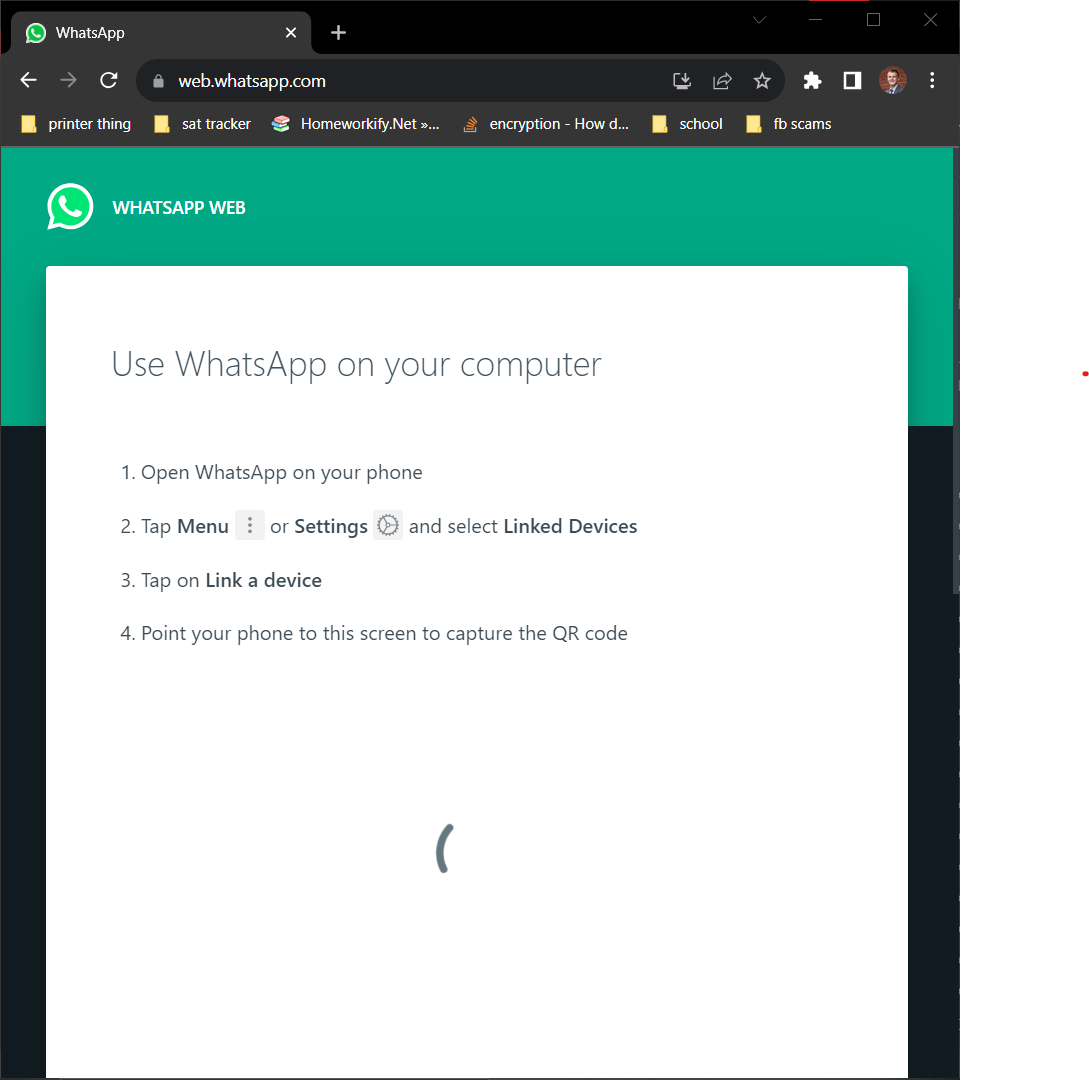 WhatsApp
web.whatsapp.com
printer thing sat tracker Homeworkify.Net »... encryption - How d... school fb scams
WHATSAPP WEB
Use WhatsApp on your computer
1. Open WhatsApp on your phone
2. Tap Menu or Settings and select Linked Devices
3. Tap on Link a device
4. Point your phone to this screen to capture the QR code